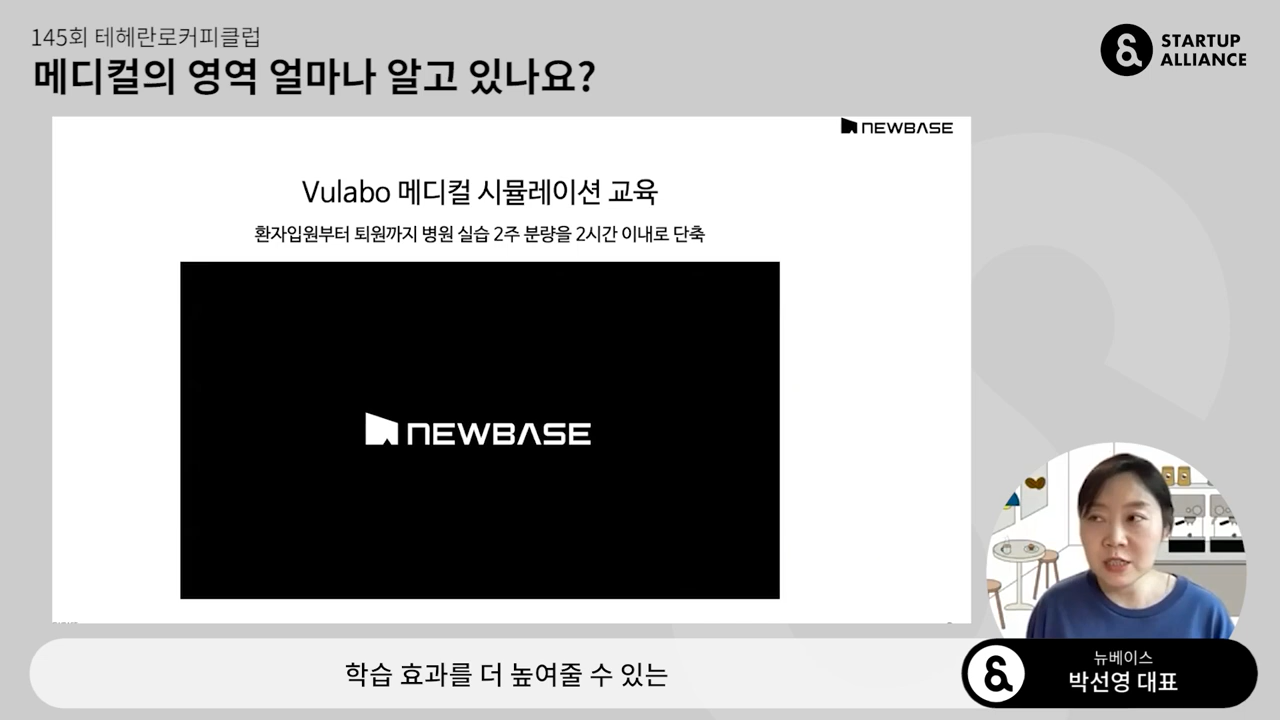 145회 테헤란로커피클럽
메디컬의 영역 얼마나 알고 있나요?
STARTUP
ALLIANCE
NEWBASE
Vulabo 메디컬 시뮬레이션 교육
환자입원부터 퇴원까지 병원 실습 2주 분량을 2시간 이내로 단축
NEWBASE
학습 효과를 더 높여줄 수 있는
뉴베이스
박선영 대표